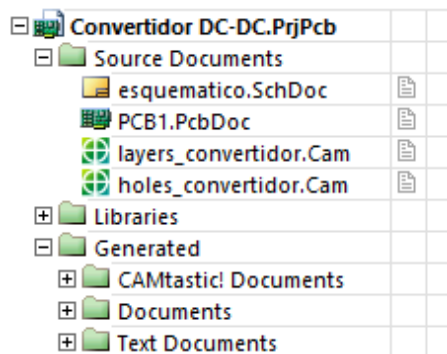 Convertidor DC-DC.PrjPcb
Source Documents
esquematico.SchDoc
PCB1.PcbDoc
layers_convertidor.Cam
holes_convertidor.Cam
Libraries
Generated
CAMtastic! Documents
Documents
Text Documents